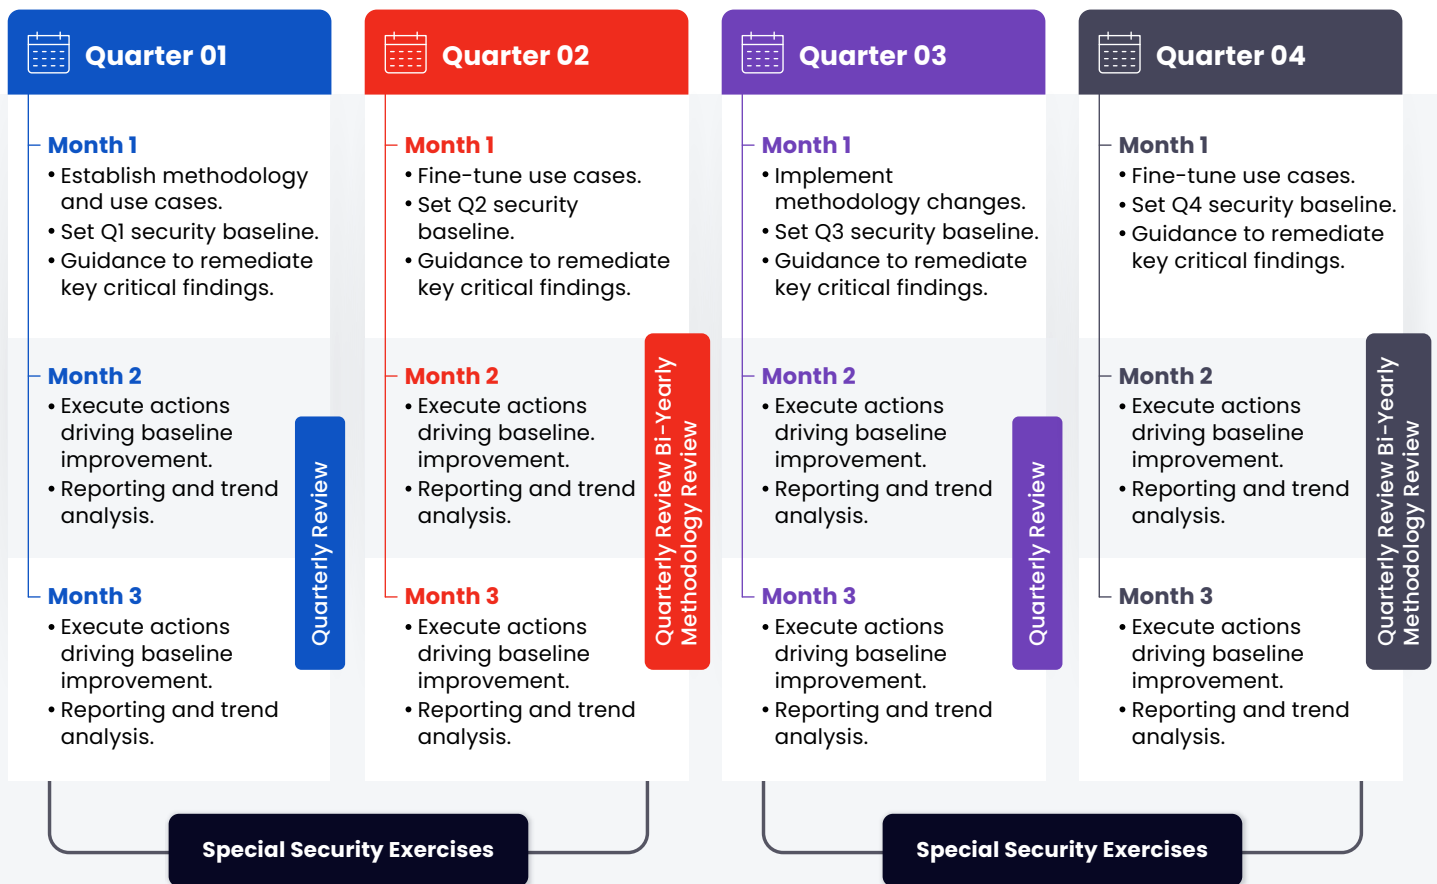 Quarter 01
Month 1
• Establish methodology
and use cases.
• Set Q1 security baseline.
• Guidance to remediate
key critical findings.
Month 2
• Execute actions
driving baseline
improvement.
• Reporting and trend
analysis.
Month 3
• Execute actions
driving baseline
improvement.
• Reporting and trend
analysis.
Quarterly Review
Quarter 02
Month 1
• Fine-tune use cases.
• Set Q2 security
baseline.
• Guidance to remediate
key critical findings.
Month 2
• Execute actions
driving baseline.
improvement.
• Reporting and trend
analysis.
Month 3
• Execute actions
driving baseline
improvement.
• Reporting and trend
analysis.
Quarterly Review Bi-Yearly
Methodology Review
Quarter 03
Month 1
• Implement
methodology changes.
• Set Q3 security baseline.
• Guidance to remediate
key critical findings.
Month 2
• Execute actions
driving baseline
improvement.
• Reporting and trend
analysis.
Month 3
• Execute actions
driving baseline
improvement.
• Reporting and trend
analysis.
Quarterly Review
Quarter 04
Month 1
• Fine-tune use cases.
• Set Q4 security baseline.
• Guidance to remediate
key critical findings.
Month 2
• Execute actions
driving baseline
improvement.
• Reporting and trend
analysis.
Month 3
• Execute actions
driving baseline
improvement.
• Reporting and trend
analysis.
Quarterly Review Bi-Yearly
Methodology Review
Special Security Exercises
Special Security Exercises